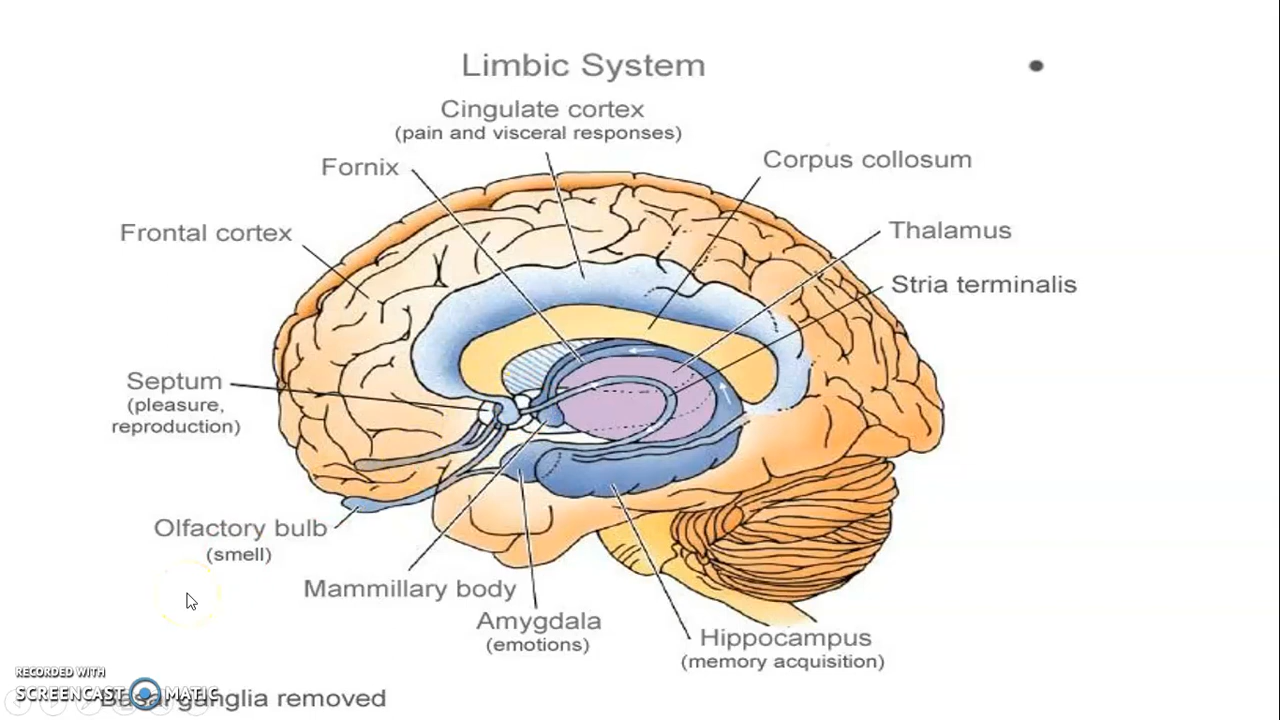 Limbic System
Cingulate cortex
(pain and visceral responses)
Fornix
Corpus collosum
Frontal cortex
Thalamus
Stria terminalis
Septum
(pleasure,
reproduction)
Olfactory bulb
(smell)
Mammillary body
Amygdala
(emotions)
Hippocampus
(memory acquisition)
RECORDED WITH
SCREENCAST MATIC
ganglia removed